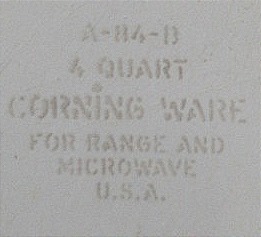 A-84-B
4 QUART
CORNING WARE
FOR RANGE AND
MICROWAVE
U.S.A.